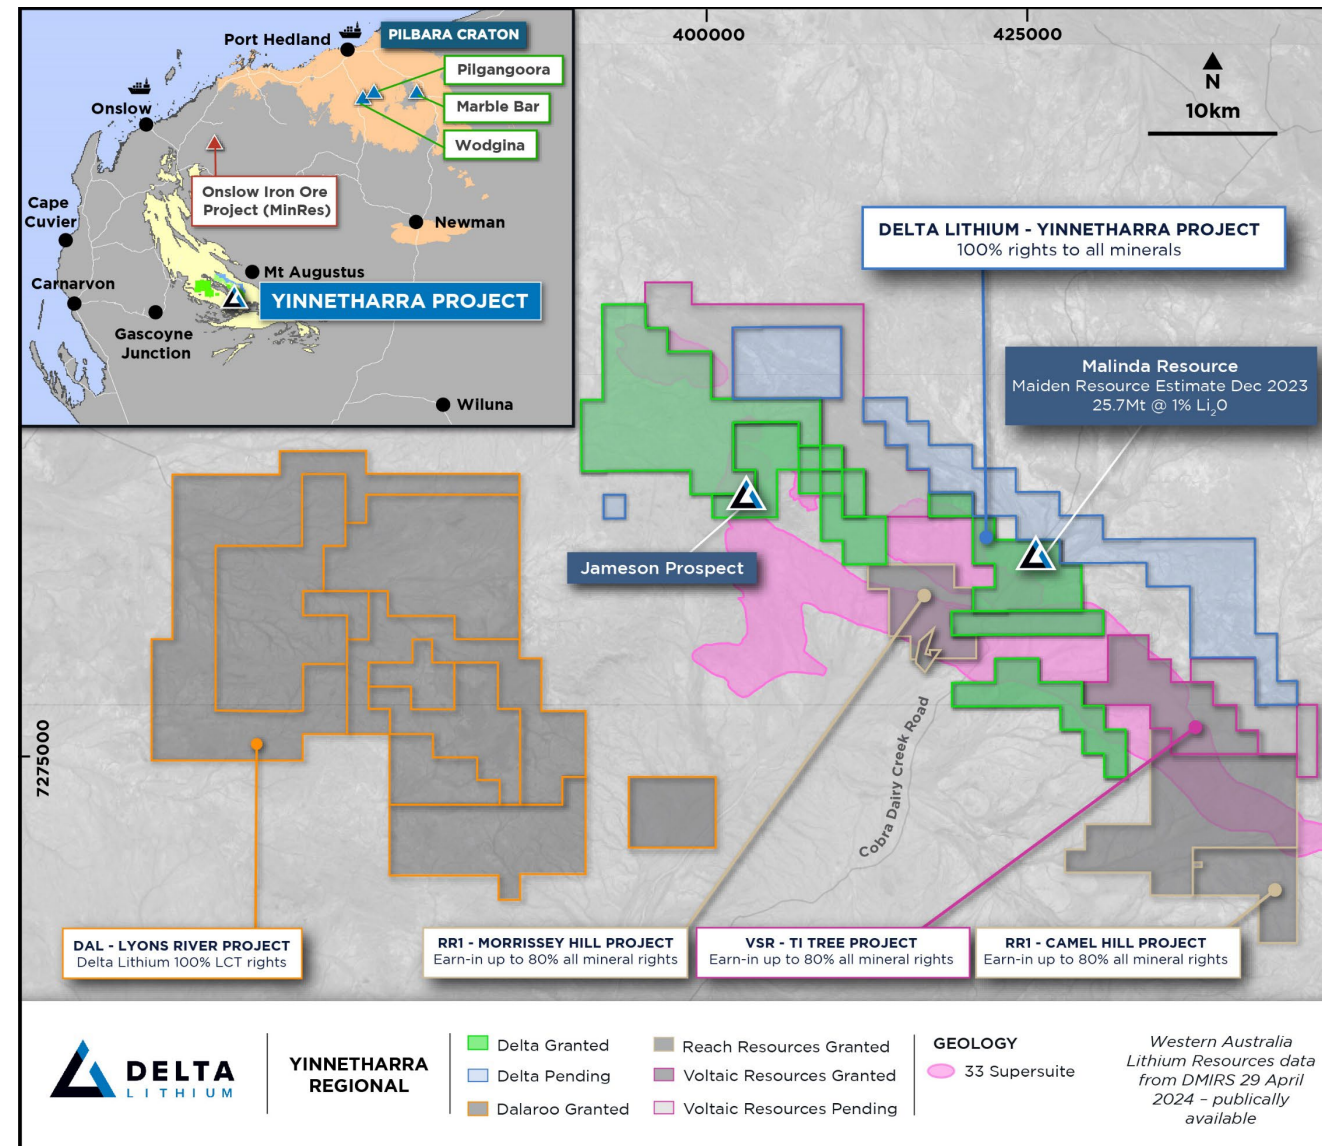 Port Hedland
PILBARA CRATON
Pilgangoora
Marble Bar
Wodgina
Onslow
Onslow Iron Ore
Project (MinRes)
Cape
Cuvier
Newman
Mt Augustus
Carnarvon
YINNETHARRA PROJECT
Gascoyne
Junction
Wiluna
400000
425000
N
10km
DELTA LITHIUM - YINNETHARRA PROJECT
100% rights to all minerals
Malinda Resource
Maiden Resource Estimate Dec 2023
25.7Mt @ 1% Li₂0
Jameson Prospect
7275000
Cobra Dairy Creek Road
DAL - LYONS RIVER PROJECT
Delta Lithium 100% LCT rights
RR1 - MORRISSEY HILL PROJECT
Earn-in up to 80% all mineral rights
VSR - TI TREE PROJECT
Earn-in up to 80% all mineral rights
RR1 - CAMEL HILL PROJECT
Earn-in up to 80% all mineral rights
DELTA
LITHIUM
YINNETHARRA
REGIONAL
Delta Granted
Delta Pending
Dalaroo Granted
Reach Resources Granted
Voltaic Resources Granted
Voltaic Resources Pending
GEOLOGY
33 Supersuite
Western Australia
Lithium Resources data
from DMIRS 29 April
2024 – publically
available